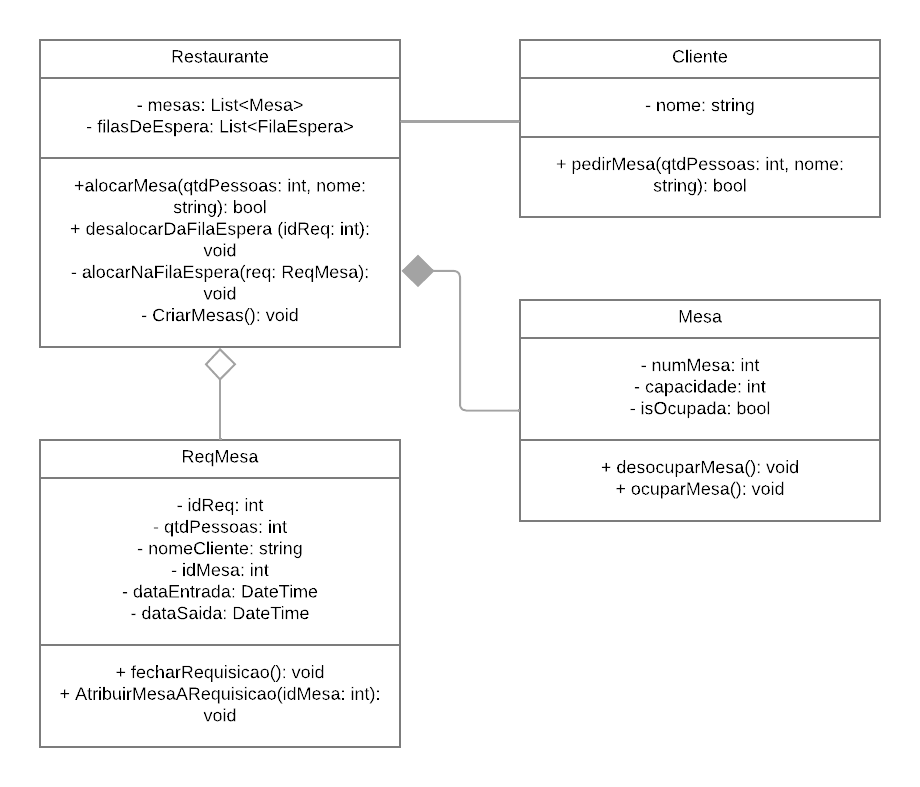 Restaurante
- mesas: List<Mesa>
- filasDeEspera: List<FilaEspera>
+alocarMesa(qtdPessoas: int, nome:
string): bool
+ desalocarDaFilaEspera (idReq: int):
void
- alocarNaFilaEspera(req: ReqMesa):
void
- CriarMesas(): void
Cliente
- nome: string
+ pedirMesa(qtdPessoas: int, nome:
string): bool
Mesa
- numMesa: int
- capacidade: int
- isOcupada: bool
+ desocuparMesa(): void
+ ocuparMesa(): void
ReqMesa
- idReq: int
- qtdPessoas: int
- nomeCliente: string
- idMesa: int
- dataEntrada: DateTime
- dataSaida: DateTime
+ fecharRequisicao(): void
+ AtribuirMesaARequisicao(idMesa: int):
void